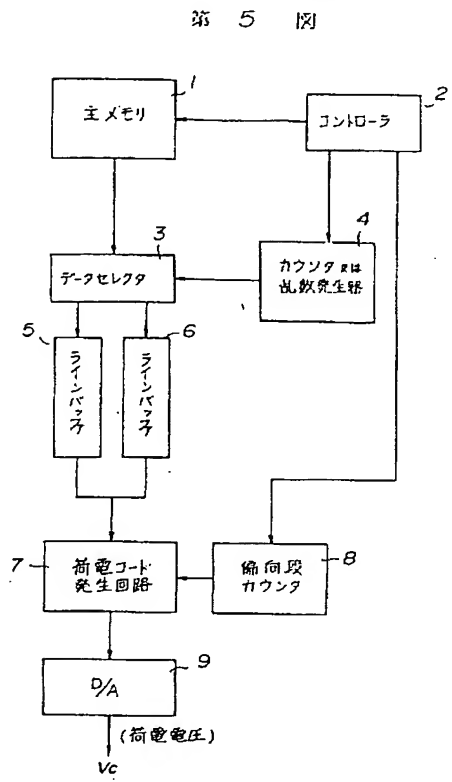 第 5 図
1
主メモリ
2
コントローラ
3
データセレクタ
4
カウンタ又は
乱数発生器
5
ラインバッファ
6
ラインバッファ
7
荷電コード
発生回路
8
偏向段
カウンタ
9
D/A
(荷電電圧)
Vc